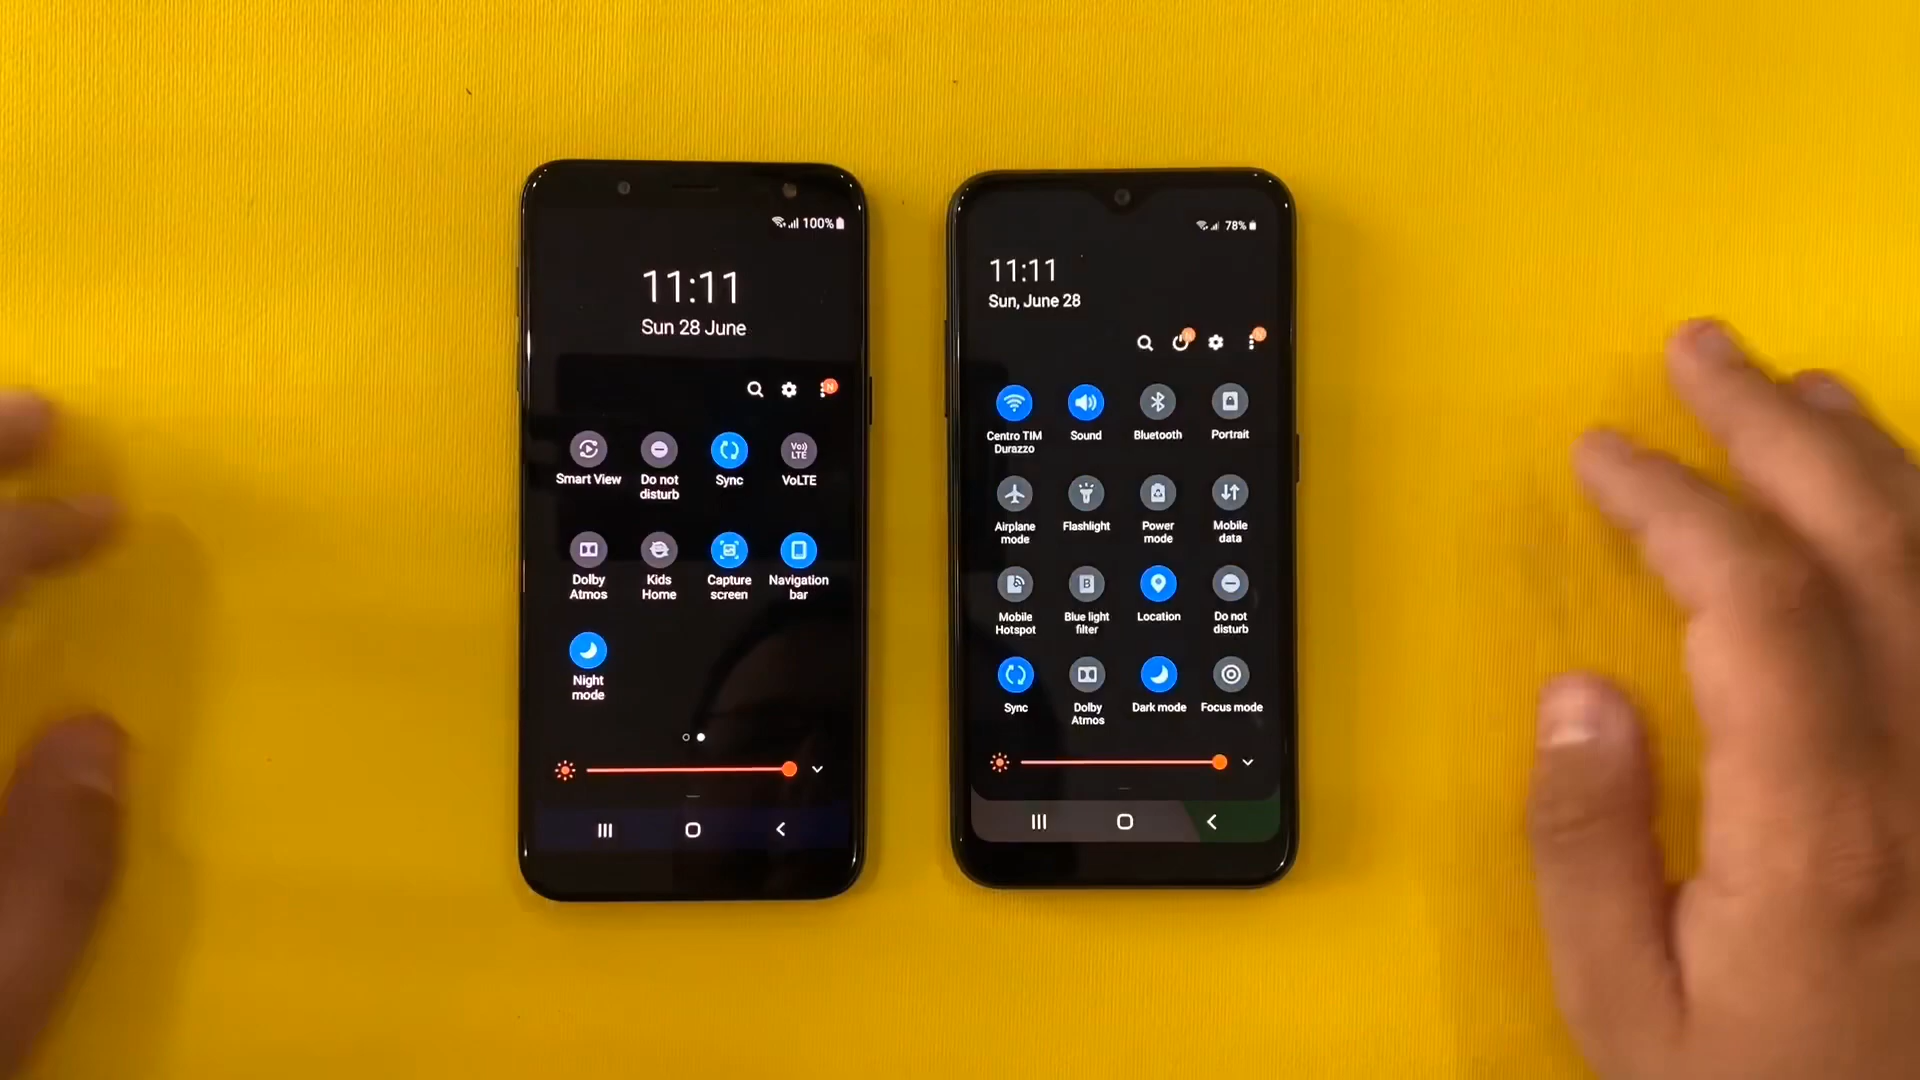 100%
11:11
Sun 28 June
N
Smart View
Do not
disturb
Sync
Vo))
LTE
VoLTE
Dolby
Atmos
Kids
Home
Capture
screen
Navigation
bar
Night
mode
78%
11:11
Sun, June 28
Centro TIM
Durazzo
Sound
Bluetooth
Portrait
Airplane
mode
Flashlight
Power
mode
Mobile
data
Mobile
Hotspot
B
Blue light
filter
Location
Do not
disturb
Sync
Dolby
Atmos
Dark mode
Focus mode